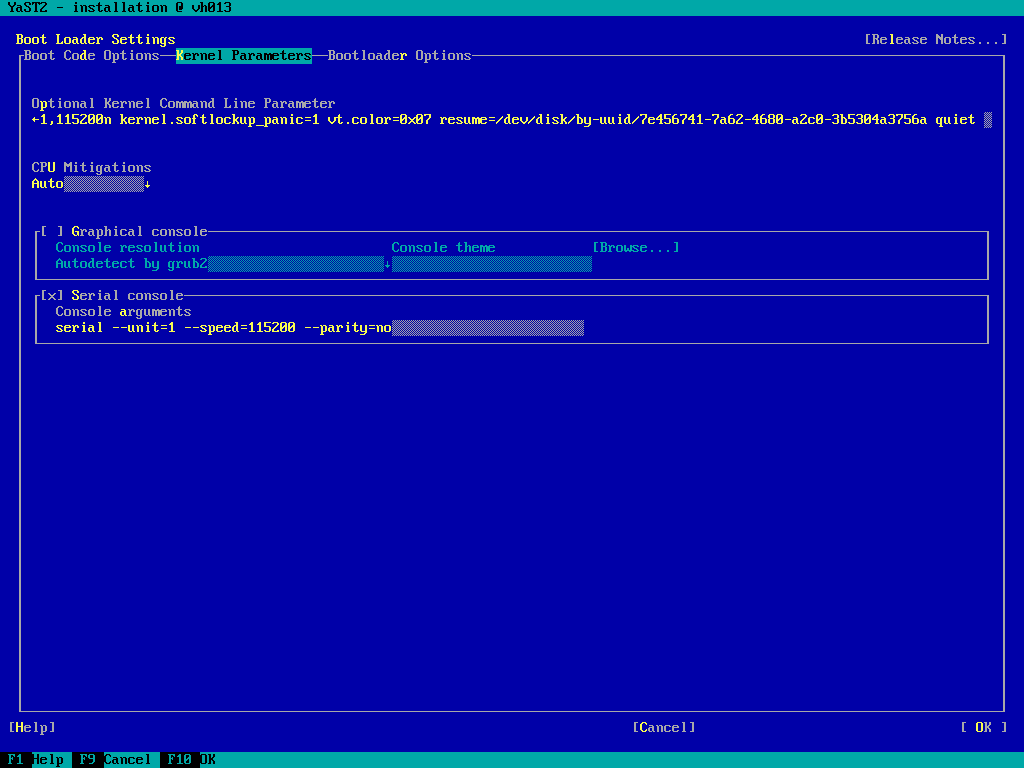 YaST2 - installation @ vh013
Boot Loader Settings [Release Notes...]
Boot Code Options Kernel Parameters Bootloader Options
Optional Kernel Command Line Parameter
←1,115200n kernel.softlockup_panic=1 vt.color=0x07 resume=/dev/disk/by-uuid/7e456741-7a62-4680-a2c0-3b5304a3756a quiet
CPU Mitigations
Auto↓
[ ] Graphical console
Console resolution Console theme [Browse...]
Autodetect by grub2↓
[x] Serial console
Console arguments
serial --unit=1 --speed=115200 --parity=no
[Help] [Cancel] [ OK ]
F1 Help F9 Cancel F10 OK